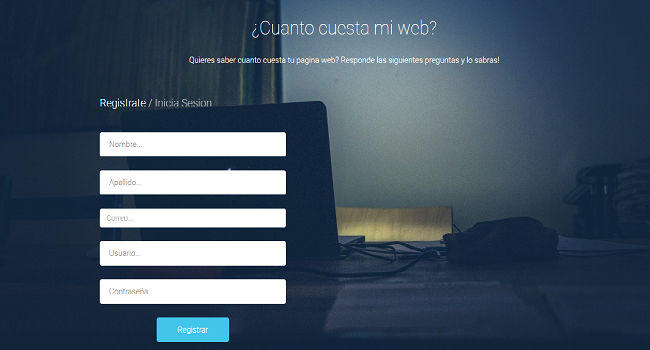 ¿Cuanto cuesta mi web?
Quieres saber cuanto cuesta tu pagina web? Responde las siguientes preguntas y lo sabras!
Registrate / Inicia Sesion
Nombre...
Apellido...
Correo...
Usuario...
Contraseña
Registrar